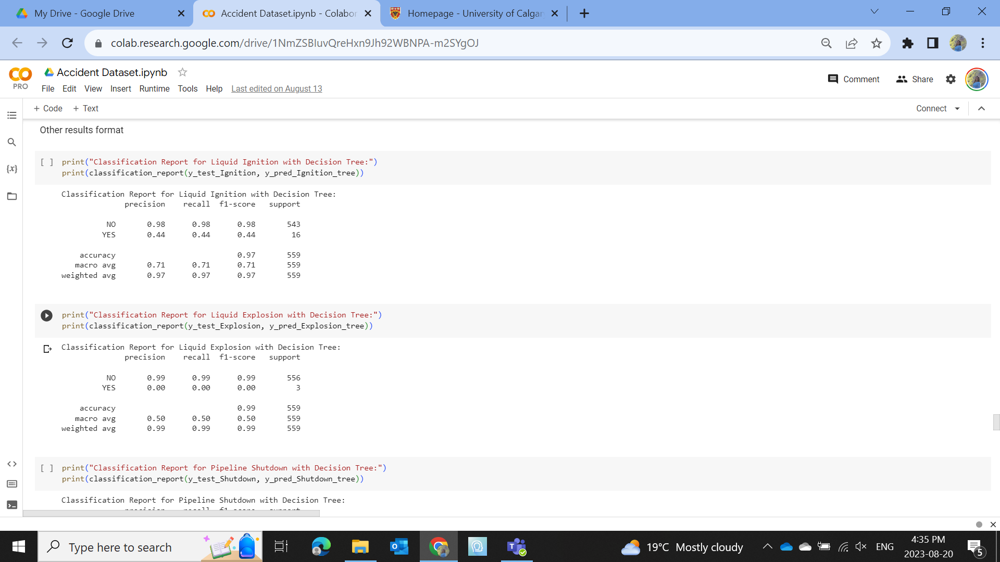 My Drive - Google Drive
Accident Dataset.ipynb - Colabor
Homepage - University of Calgar
colab.research.google.com/drive/1NmZSBIuvQreHxn9Jh92WBNPA-m2SYgOJ
CO
PRO
Accident Dataset.ipynb
File Edit View Insert Runtime Tools Help Last edited on August 13
Comment
Share
+ Code + Text
Connect
Other results format
{x}
[ ] print("Classification Report for Liquid Ignition with Decision Tree:")
print(classification_report(y_test_Ignition, y_pred_Ignition_tree))
Classification Report for Liquid Ignition with Decision Tree:
precision recall f1-score support
NO 0.98 0.98 0.98 543
YES 0.44 0.44 0.44 16
accuracy 0.97 559
macro avg 0.71 0.71 0.71 559
weighted avg 0.97 0.97 0.97 559
print("Classification Report for Liquid Explosion with Decision Tree:")
print(classification_report(y_test_Explosion, y_pred_Explosion_tree))
Classification Report for Liquid Explosion with Decision Tree:
precision recall f1-score support
NO 0.99 0.99 0.99 556
YES 0.00 0.00 0.00 3
accuracy 0.99 559
macro avg 0.50 0.50 0.50 559
weighted avg 0.99 0.99 0.99 559
[ ] print("Classification Report for Pipeline Shutdown with Decision Tree:")
print(classification_report(y_test_Shutdown, y_pred_Shutdown_tree))
Classification Report for Pipeline Shutdown with Decision Tree:
precision recall f1-score support
Type here to search
19°C Mostly cloudy
ENG
4:35 PM
2023-08-20
5